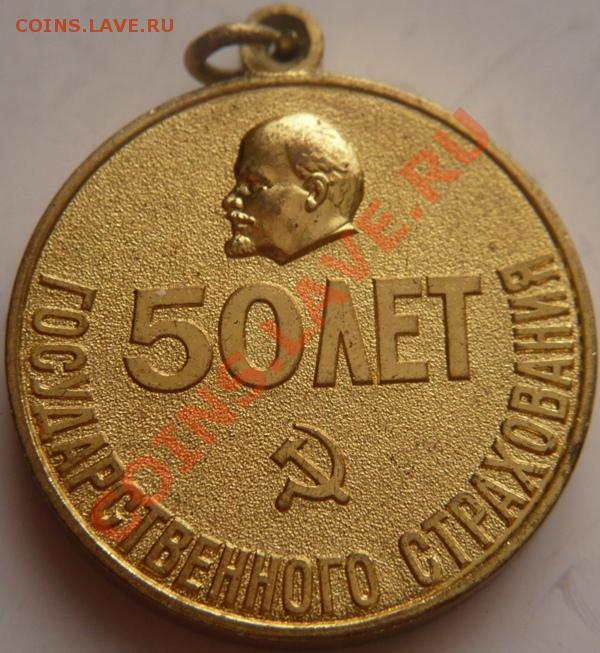 COINS.LAVE.RU
COINS.LAVE.RU
50 ЛЕТ
ГОСУДАРСТВЕННОГО СТРАХОВАНИЯ